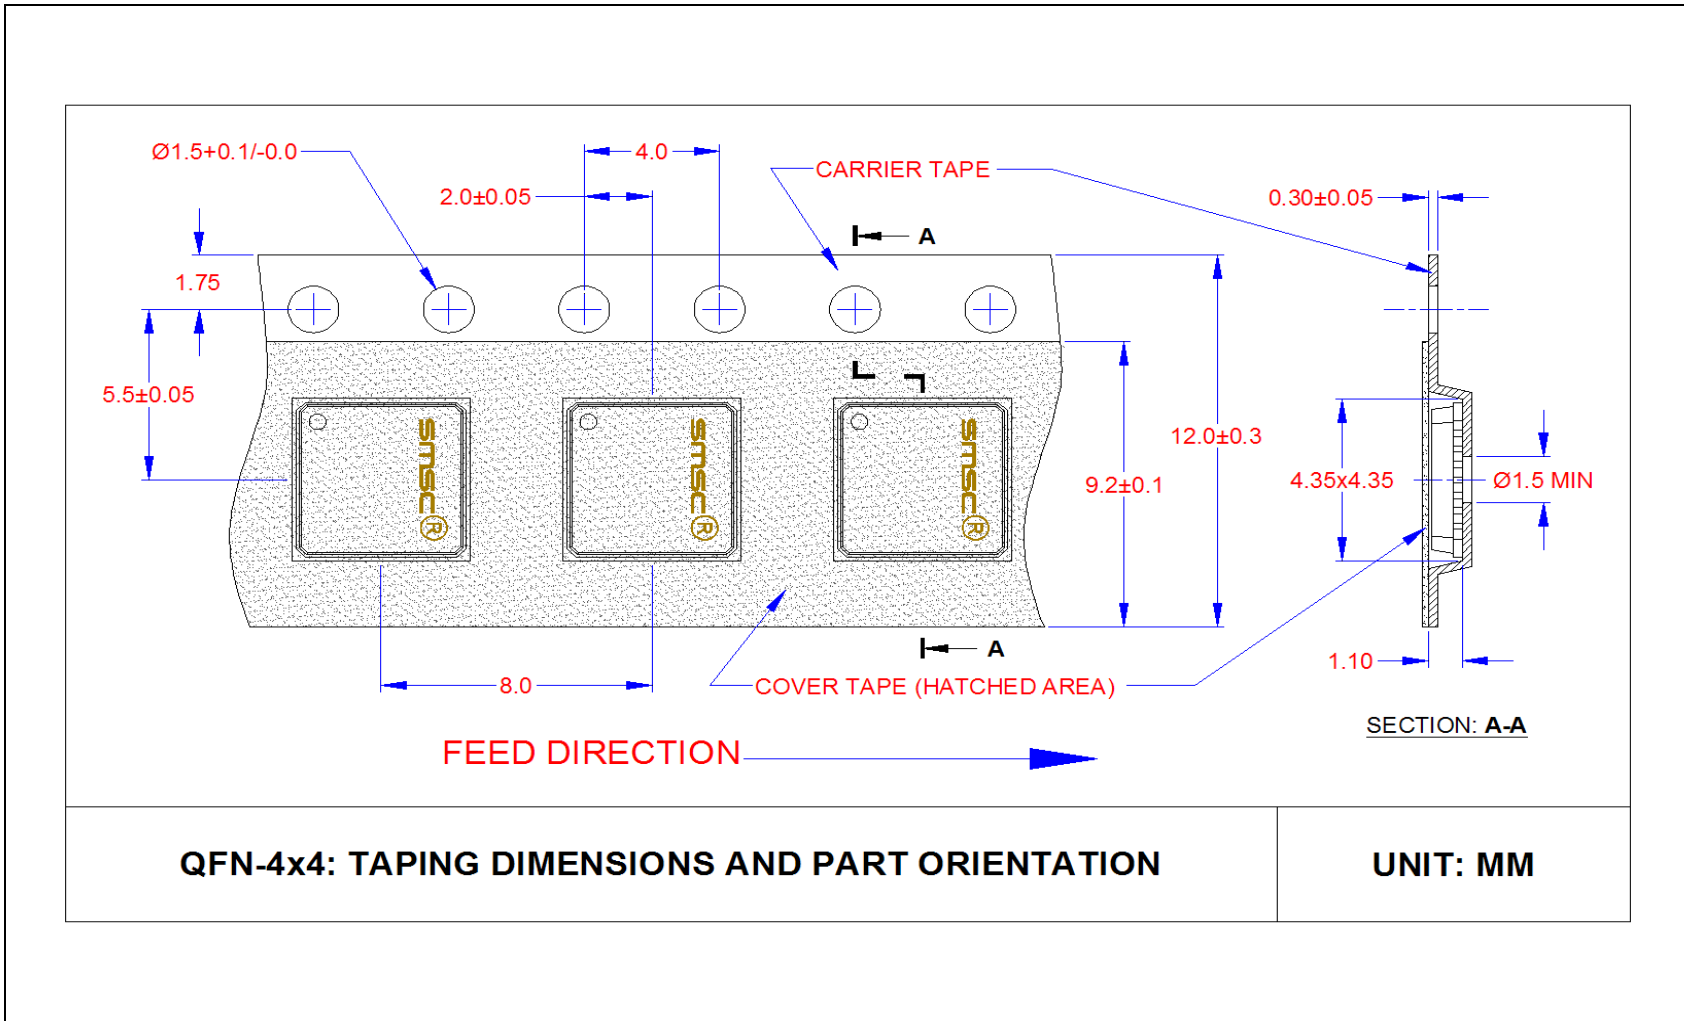 Ø1.5+0.1/-0.0
4.0
CARRIER TAPE
2.0±0.05
0.30±0.05
A
1.75
5.5±0.05
12.0±0.3
smsc®
smsc®
smsc®
9.2±0.1
4.35x4.35
Ø1.5 MIN
A
1.10
8.0
COVER TAPE (HATCHED AREA)
SECTION: A-A
FEED DIRECTION
QFN-4x4: TAPING DIMENSIONS AND PART ORIENTATION
UNIT: MM